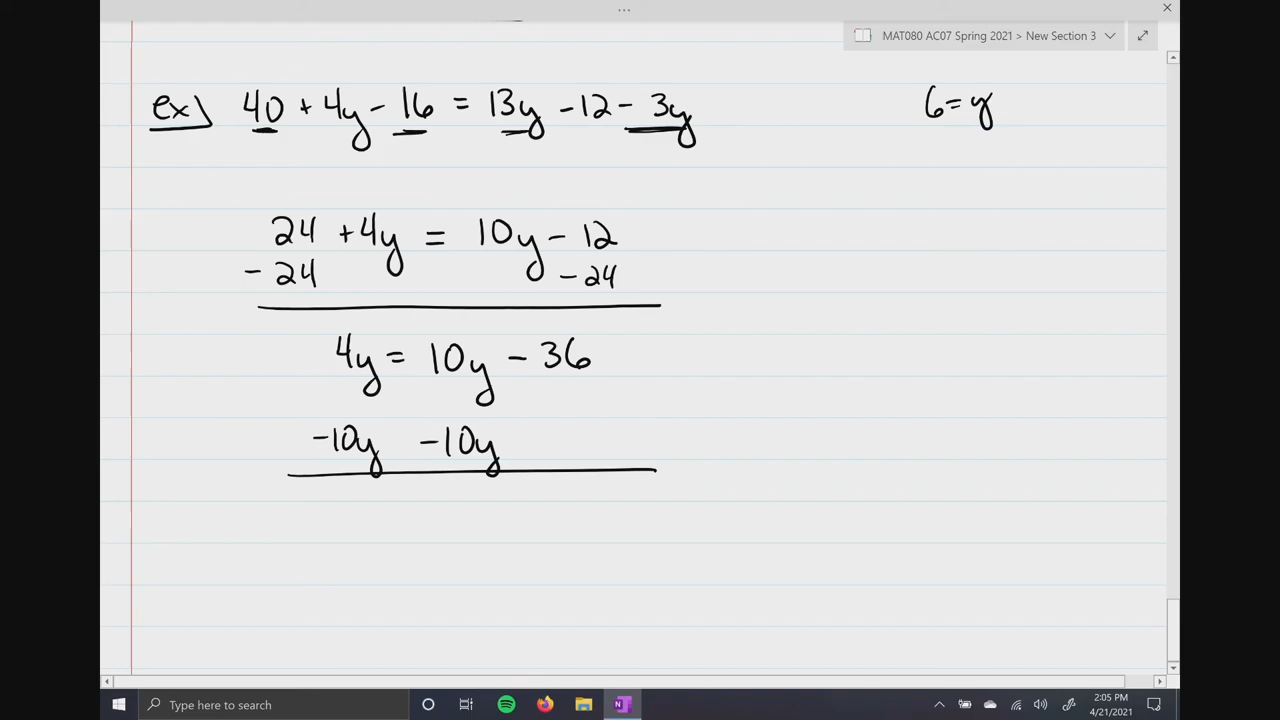 MAT080 AC07 Spring 2021 > New Section 3
ex) 40 + 4y - 16 = 13y - 12 - 3y
6 = y
24 + 4y = 10y - 12
- 24 - 24
4y = 10y - 36
-10y -10y
Type here to search
2:05 PM
4/21/2021